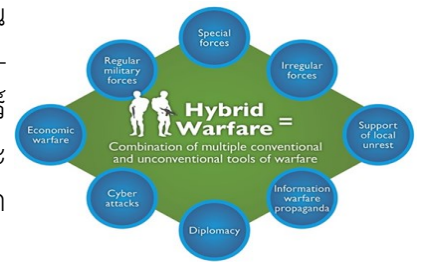 Special
forces
Regular
military
forces
Irregular
forces
Hybrid
Warfare =
Combination of multiple conventional
and unconventional tools of warfare
Economic
warfare
Support
of local
unrest
Cyber
attacks
Information
warfare
propaganda
Diplomacy